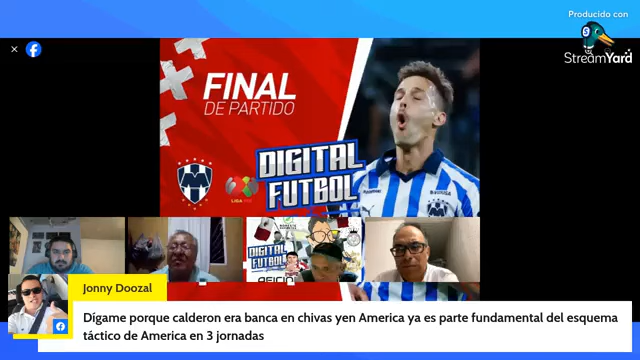 Producido con
StreamYard
FINAL
DE PARTIDO
DIGITAL
FUTBOL
LIGA MX
DIGITAL
FUTBOL
Jonny Doozal
Dígame porque calderon era banca en chivas yen America ya es parte fundamental del esquema
táctico de America en 3 jornadas